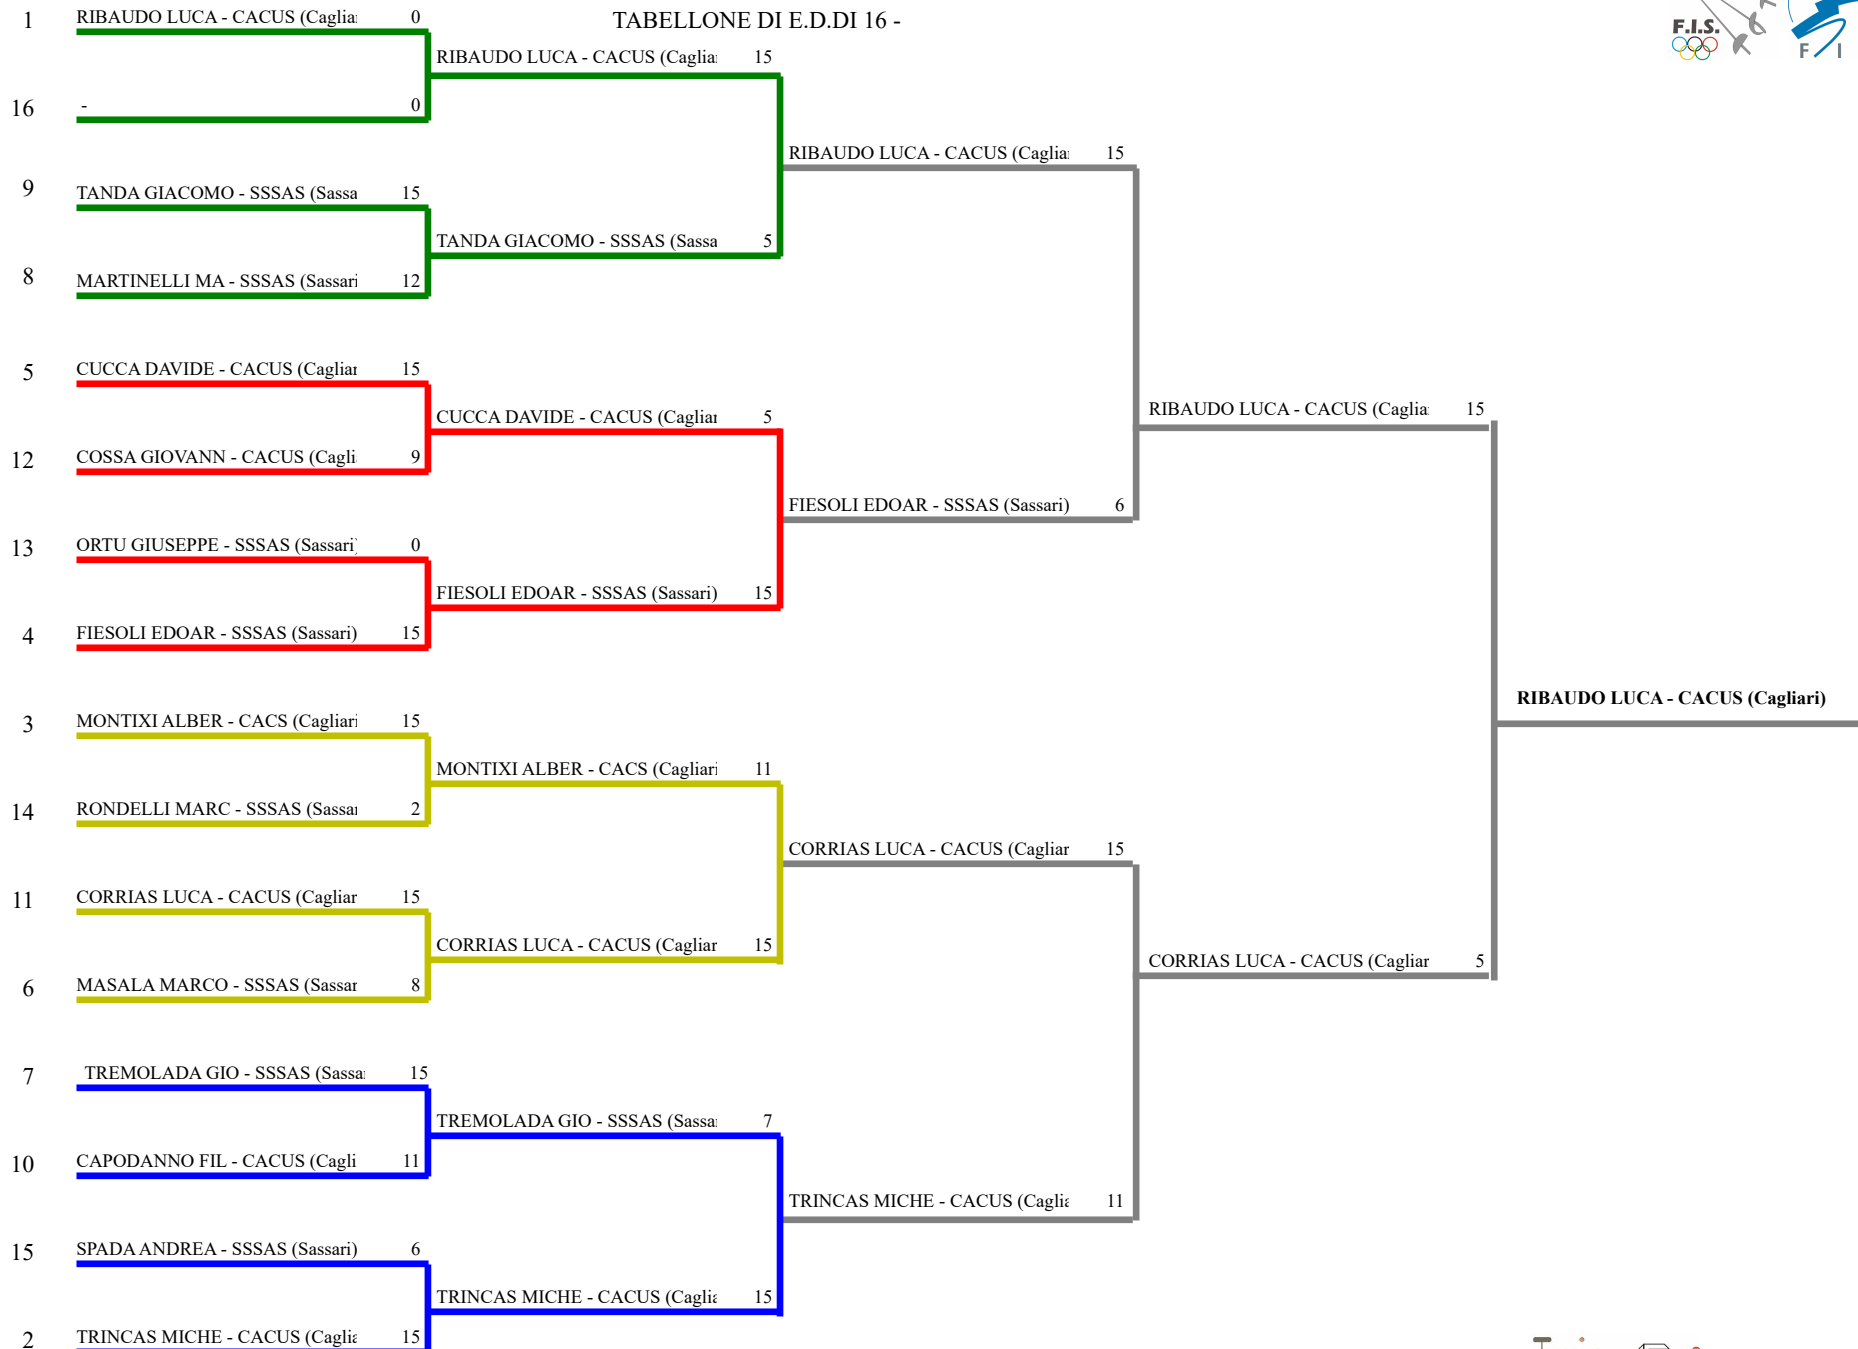 TABELLONE DI E.D.DI 16 -
F.I.S.
F I
1 RIBAUDO LUCA - CACUS (Caglia 0
RIBAUDO LUCA - CACUS (Caglia 15
16 - 0
RIBAUDO LUCA - CACUS (Caglia 15
9 TANDA GIACOMO - SSSAS (Sassa 15
TANDA GIACOMO - SSSAS (Sassa 5
8 MARTINELLI MA - SSSAS (Sassari 12
5 CUCCA DAVIDE - CACUS (Cagliar 15
RIBAUDO LUCA - CACUS (Caglia 15
CUCCA DAVIDE - CACUS (Cagliar 5
12 COSSA GIOVANN - CACUS (Cagli 9
FIESOLI EDOAR - SSSAS (Sassari) 6
13 ORTU GIUSEPPE - SSSAS (Sassari) 0
FIESOLI EDOAR - SSSAS (Sassari) 15
4 FIESOLI EDOAR - SSSAS (Sassari) 15
RIBAUDO LUCA - CACUS (Cagliari)
3 MONTIXI ALBER - CACS (Cagliari 15
MONTIXI ALBER - CACS (Cagliari 11
14 RONDELLI MARC - SSSAS (Sassa 2
CORRIAS LUCA - CACUS (Cagliar 15
11 CORRIAS LUCA - CACUS (Cagliar 15
CORRIAS LUCA - CACUS (Cagliar 15
CORRIAS LUCA - CACUS (Cagliar 5
6 MASALA MARCO - SSSAS (Sassar 8
7 TREMOLADA GIO - SSSAS (Sassa 15
TREMOLADA GIO - SSSAS (Sassa 7
10 CAPODANNO FIL - CACUS (Cagli 11
TRINCAS MICHE - CACUS (Caglia 11
15 SPADA ANDREA - SSSAS (Sassari) 6
TRINCAS MICHE - CACUS (Caglia 15
2 TRINCAS MICHE - CACUS (Caglia 15